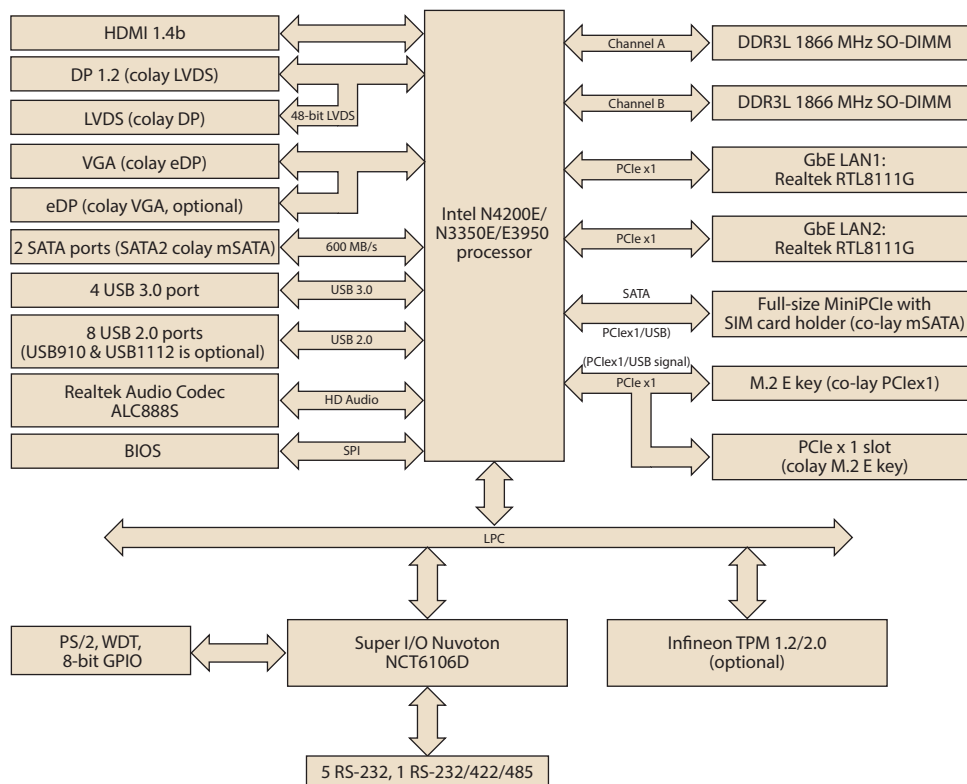 HDMI 1.4b
DP 1.2 (colay LVDS)
48-bit LVDS
LVDS (colay DP)
VGA (colay eDP)
eDP (colay VGA, optional)
2 SATA ports (SATA2 colay mSATA)
600 MB/s
4 USB 3.0 port
USB 3.0
8 USB 2.0 ports
(USB910 & USB1112 is optional)
USB 2.0
Realtek Audio Codec
ALC888S
HD Audio
BIOS
SPI
Intel N4200E/
N3350E/E3950
processor
Channel A
DDR3L 1866 MHz SO-DIMM
Channel B
DDR3L 1866 MHz SO-DIMM
PCIe x1
GbE LAN1:
Realtek RTL8111G
PCIe x1
GbE LAN2:
Realtek RTL8111G
SATA
PCIex1/USB)
Full-size MiniPCIe with
SIM card holder (co-lay mSATA)
(PCIex1/USB signal)
PCIe x1
M.2 E key (co-lay PCIex1)
PCIe x 1 slot
(colay M.2 E key)
LPC
PS/2, WDT,
8-bit GPIO
Super I/O Nuvoton
NCT6106D
Infineon TPM 1.2/2.0
(optional)
5 RS-232, 1 RS-232/422/485